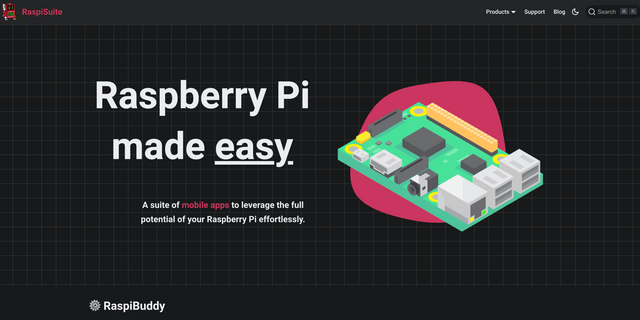 RaspiSuite
Products
Support
Blog
Search
⌘ K
Raspberry Pi
made easy
A suite of mobile apps to leverage the full
potential of your Raspberry Pi effortlessly.
RaspiBuddy